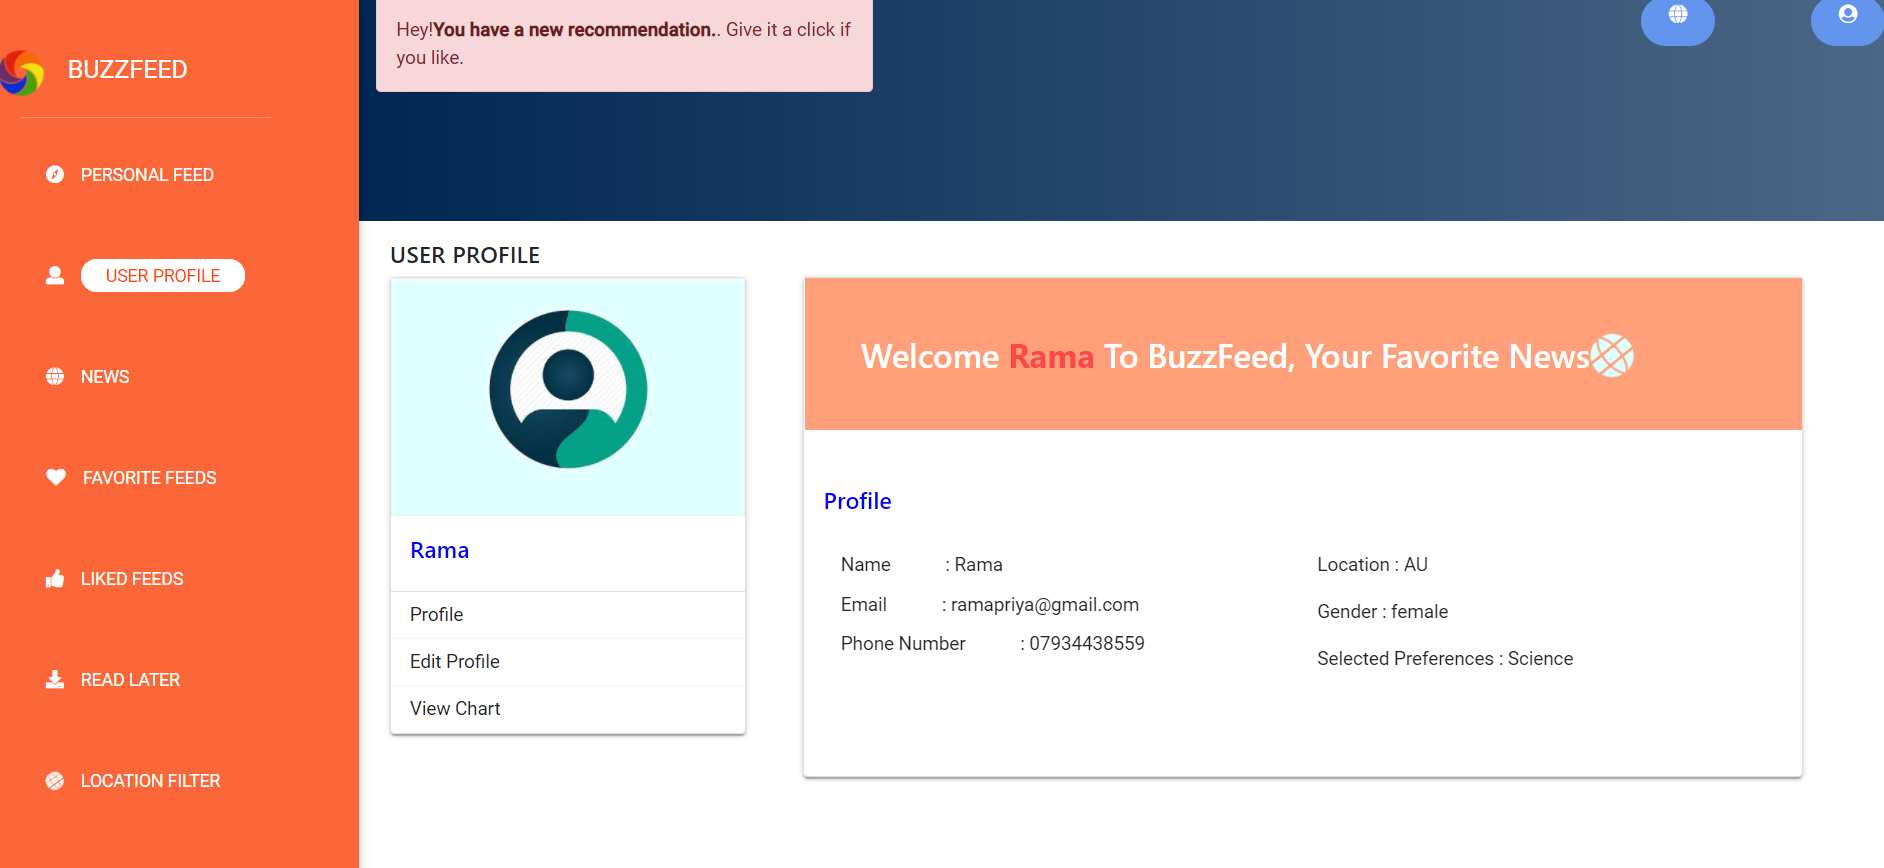 BUZZFEED
PERSONAL FEED
USER PROFILE
NEWS
FAVORITE FEEDS
LIKED FEEDS
READ LATER
LOCATION FILTER
Hey!You have a new recommendation.. Give it a click if
you like.
USER PROFILE
Rama
Profile
Edit Profile
View Chart
Welcome Rama To BuzzFeed, Your Favorite News
Profile
Name : Rama
Email : ramapriya@gmail.com
Phone Number : 07934438559
Location : AU
Gender : female
Selected Preferences : Science